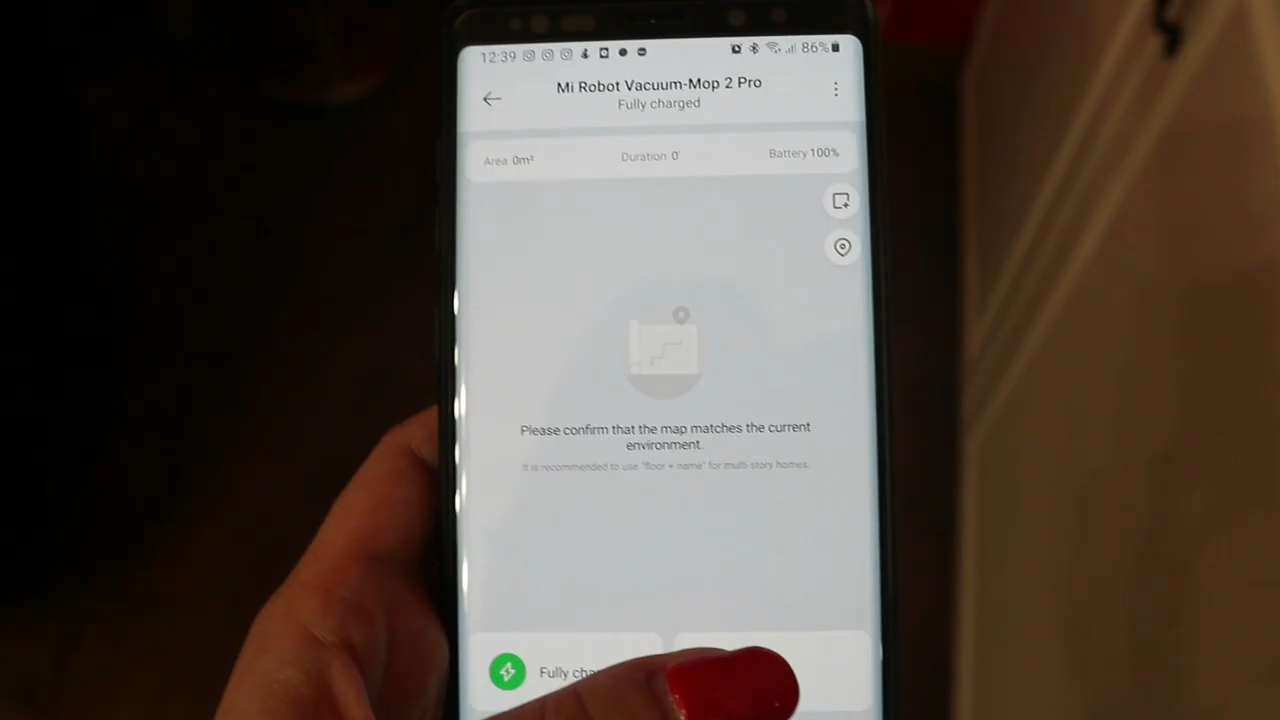 12:39 86%
Mi Robot Vacuum-Mop 2 Pro
Fully charged
Area 0m² Duration 0' Battery 100%
Please confirm that the map matches the current
environment.
It is recommended to use "floor + name" for multi-story homes.
Fully cha